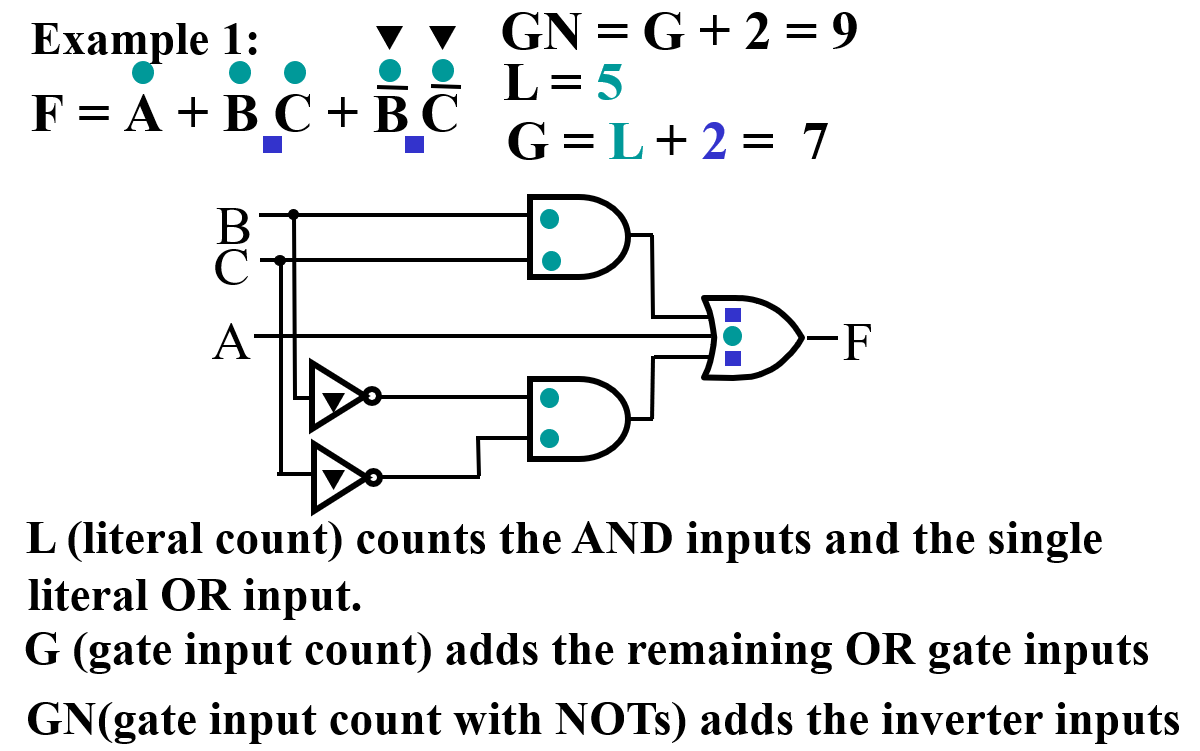 Example 1:
GN = G + 2 = 9
L = 5
F = A + B C + B̅ C̅
G = L + 2 = 7
B
C
A
F
L (literal count) counts the AND inputs and the single
literal OR input.
G (gate input count) adds the remaining OR gate inputs
GN(gate input count with NOTs) adds the inverter inputs